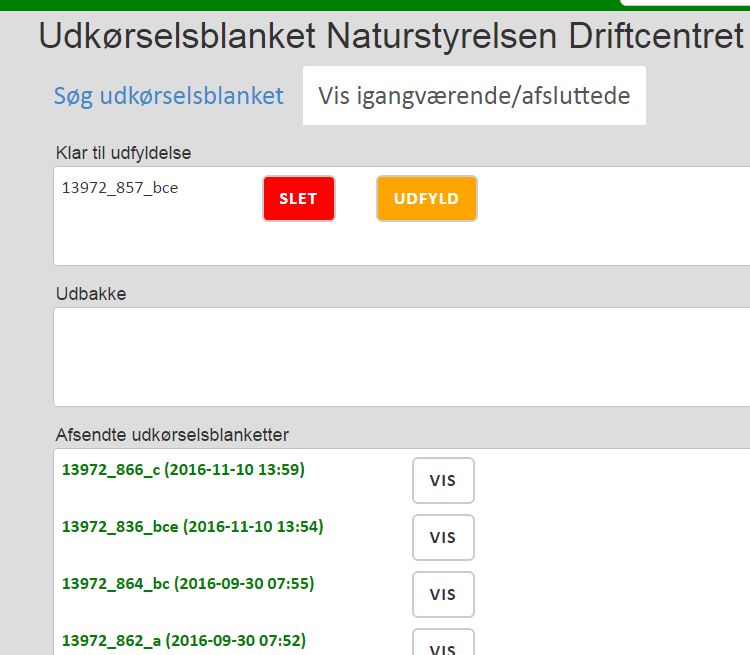 Udkørselsblanket Naturstyrelsen Driftcentret
Søg udkørselsblanket Vis igangværende/afsluttede
Klar til udfyldelse
13972_857_bce SLET UDFYLD
Udbakke
Afsendte udkørselsblanketter
13972_866_c (2016-11-10 13:59) VIS
13972_836_bce (2016-11-10 13:54) VIS
13972_864_bc (2016-09-30 07:55) VIS
13972_862_a (2016-09-30 07:52) VIS